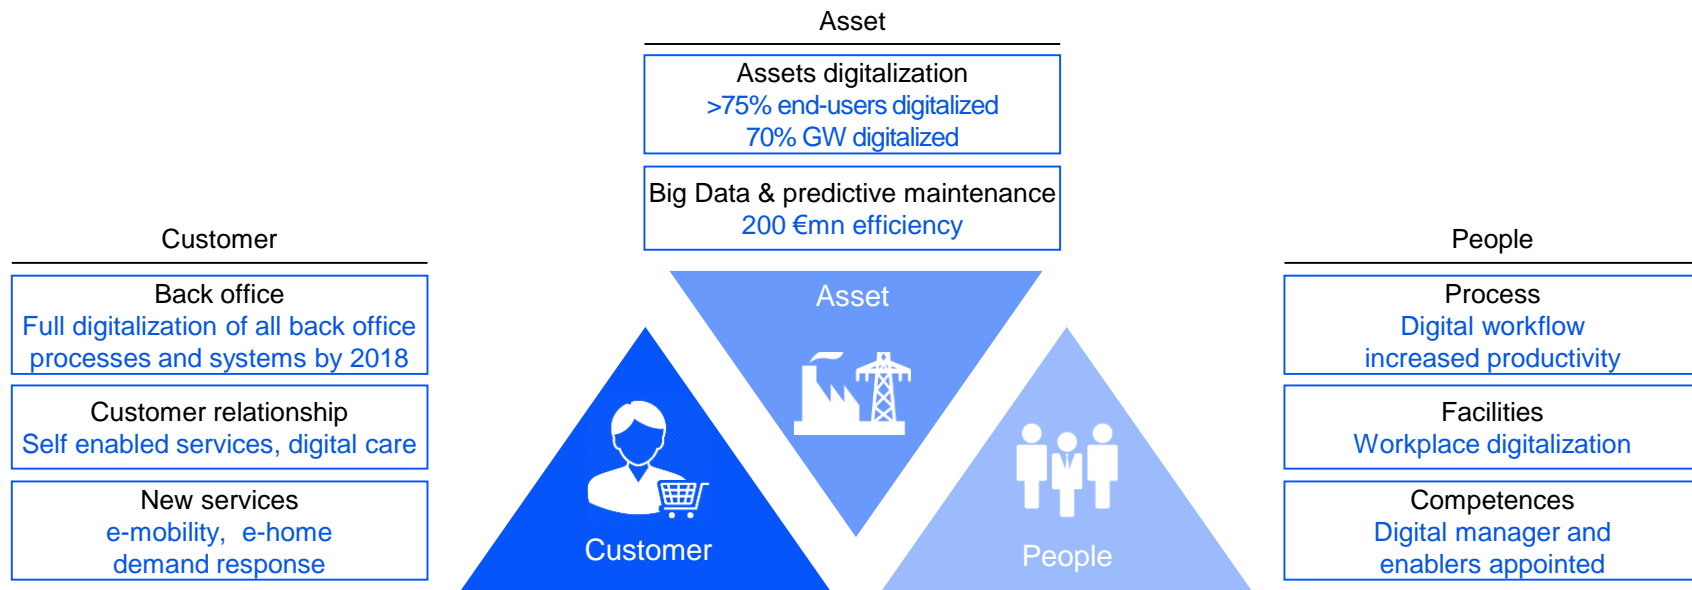 Asset
Assets digitalization
>75% end-users digitalized
70% GW digitalized
Big Data & predictive maintenance
200 €mn efficiency
Customer
Back office
Full digitalization of all back office
processes and systems by 2018
Customer relationship
Self enabled services, digital care
New services
e-mobility, e-home
demand response
Asset
Customer
People
People
Process
Digital workflow
increased productivity
Facilities
Workplace digitalization
Competences
Digital manager and
enablers appointed